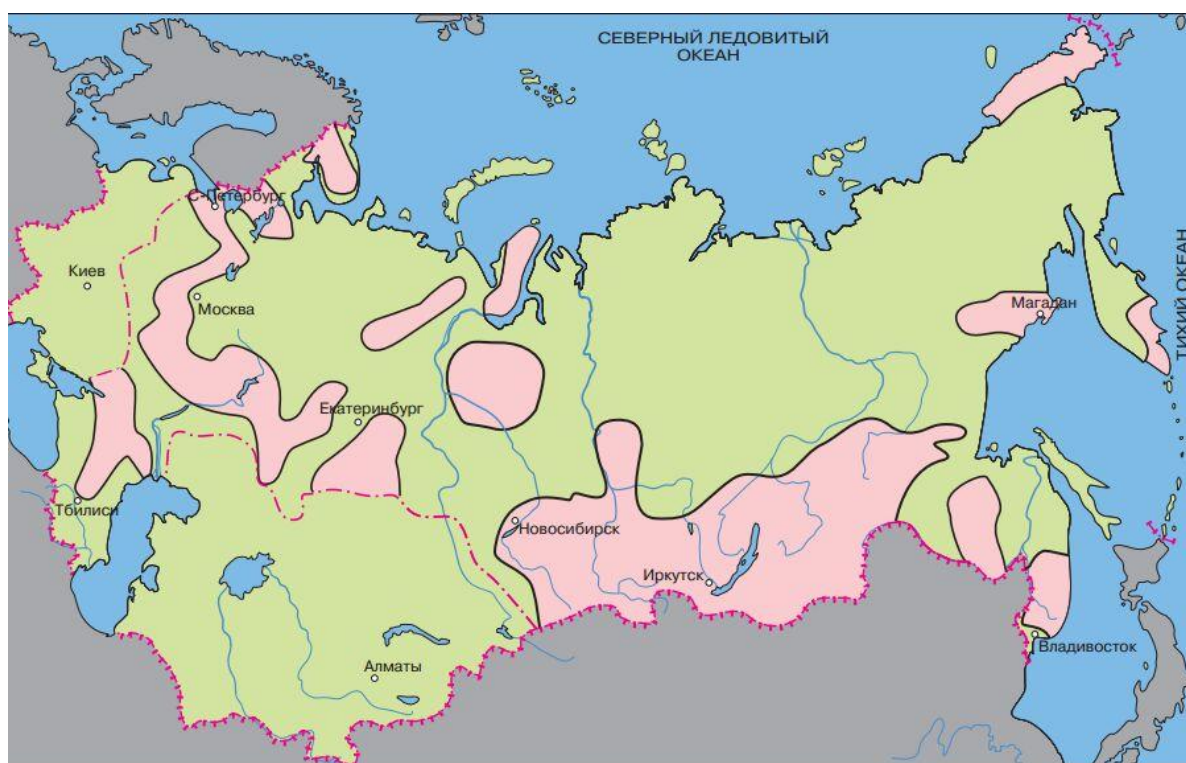 СЕВЕРНЫЙ ЛЕДОВИТЫЙ
ОКЕАН
С-Петербург
Киев
Москва
Магадан
ТИХИЙ ОКЕАН
Екатеринбург
Тбилиси
Новосибирск
Иркутск
Владивосток
Алматы